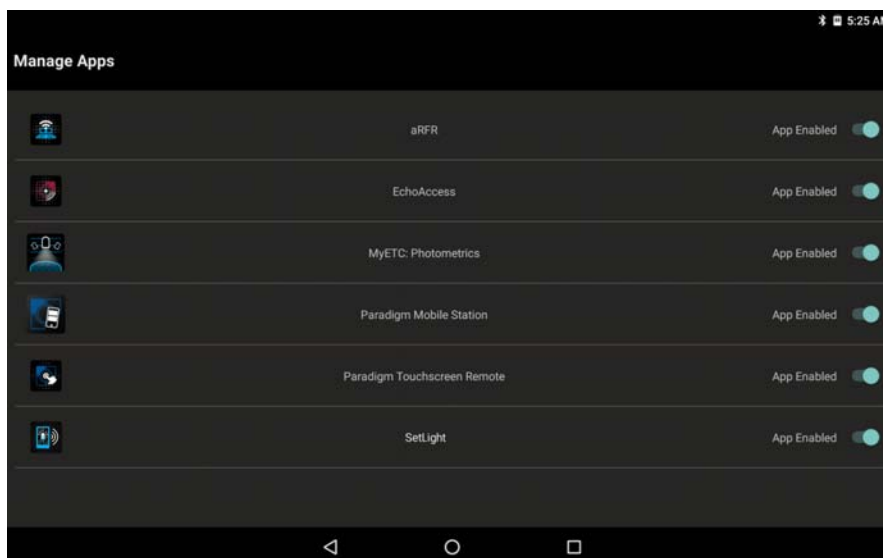 5:25 AM
Manage Apps
aRFR App Enabled
EchoAccess App Enabled
MyETC: Photometrics App Enabled
Paradigm Mobile Station App Enabled
Paradigm Touchscreen Remote App Enabled
SetLight App Enabled